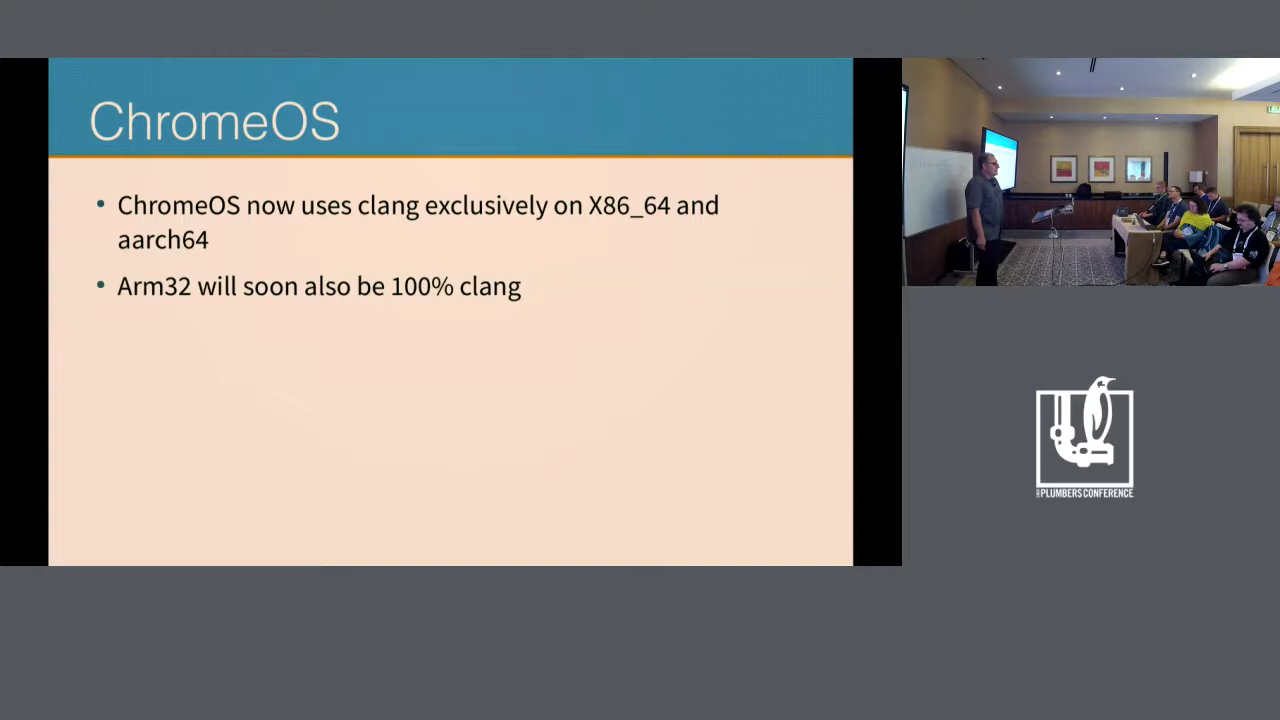 ChromeOS
• ChromeOS now uses clang exclusively on X86_64 and
aarch64
• Arm32 will soon also be 100% clang
PLUMBERS CONFERENCE